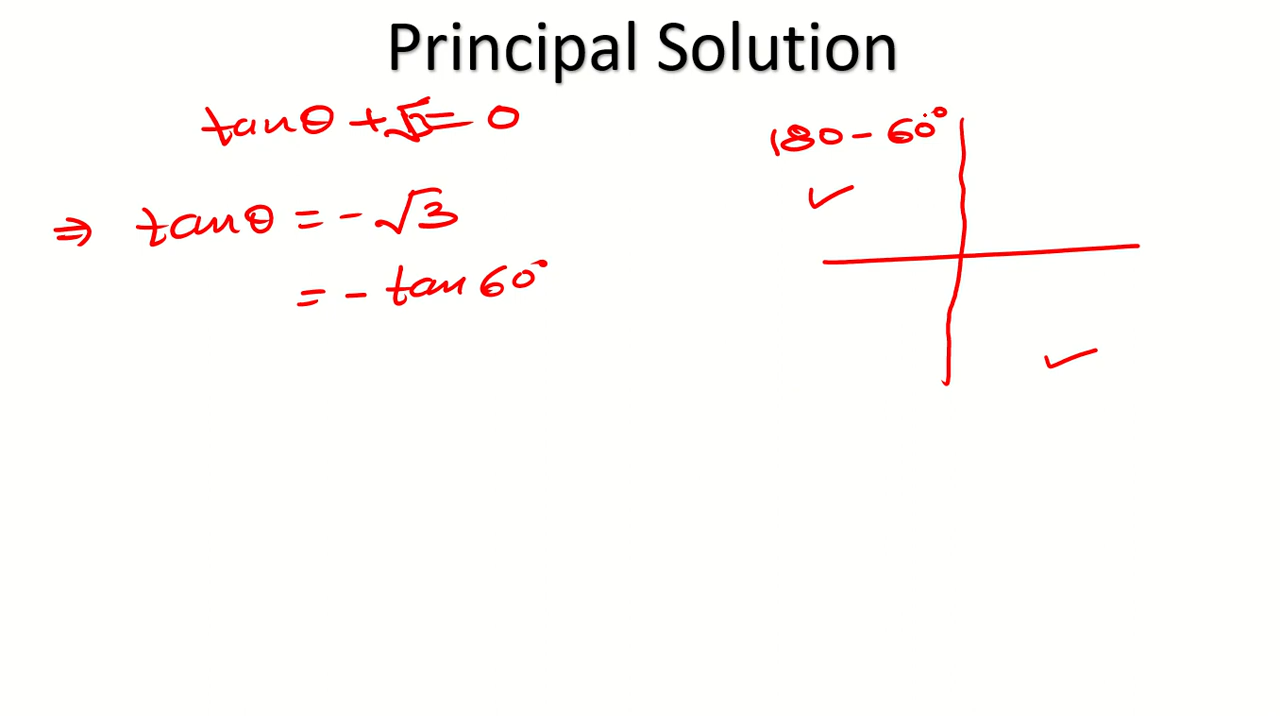 Principal Solution
tanθ + √3 = 0
180 - 60°
⇒ tanθ = - √3
= - tan 60°